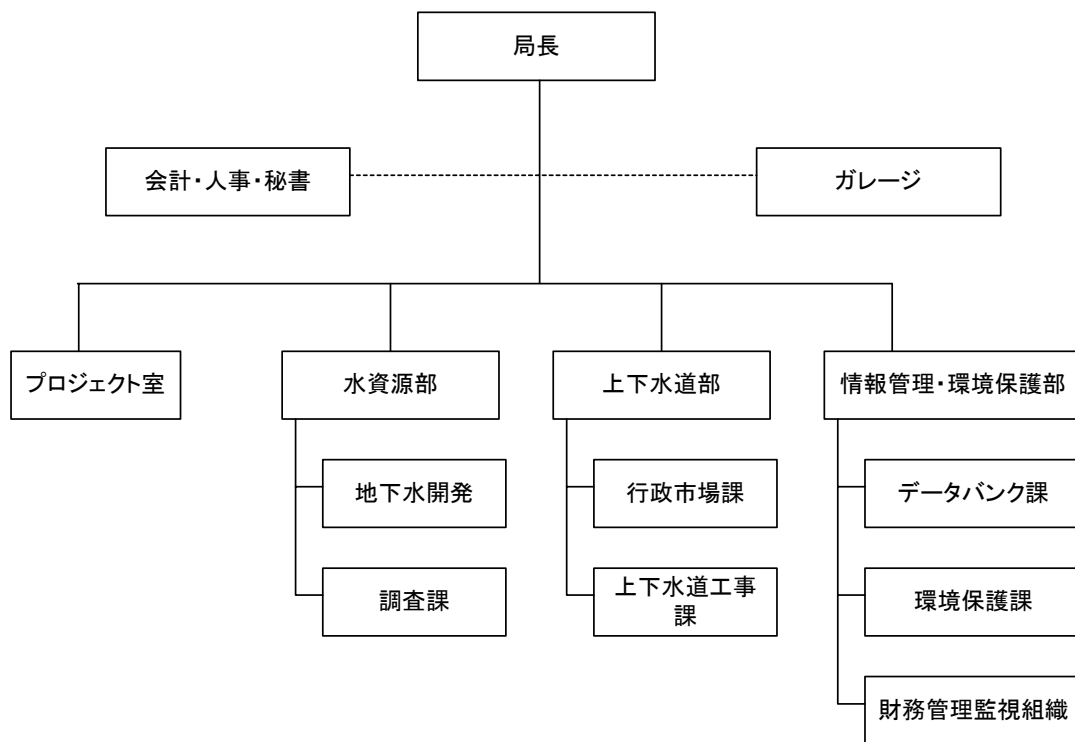 局長
会計・人事・秘書
ガレージ
プロジェクト室
水資源部
上下水道部
情報管理・環境保護部
地下水開発
行政市場課
データバンク課
調査課
上下水道工事
課
環境保護課
財務管理監視組織